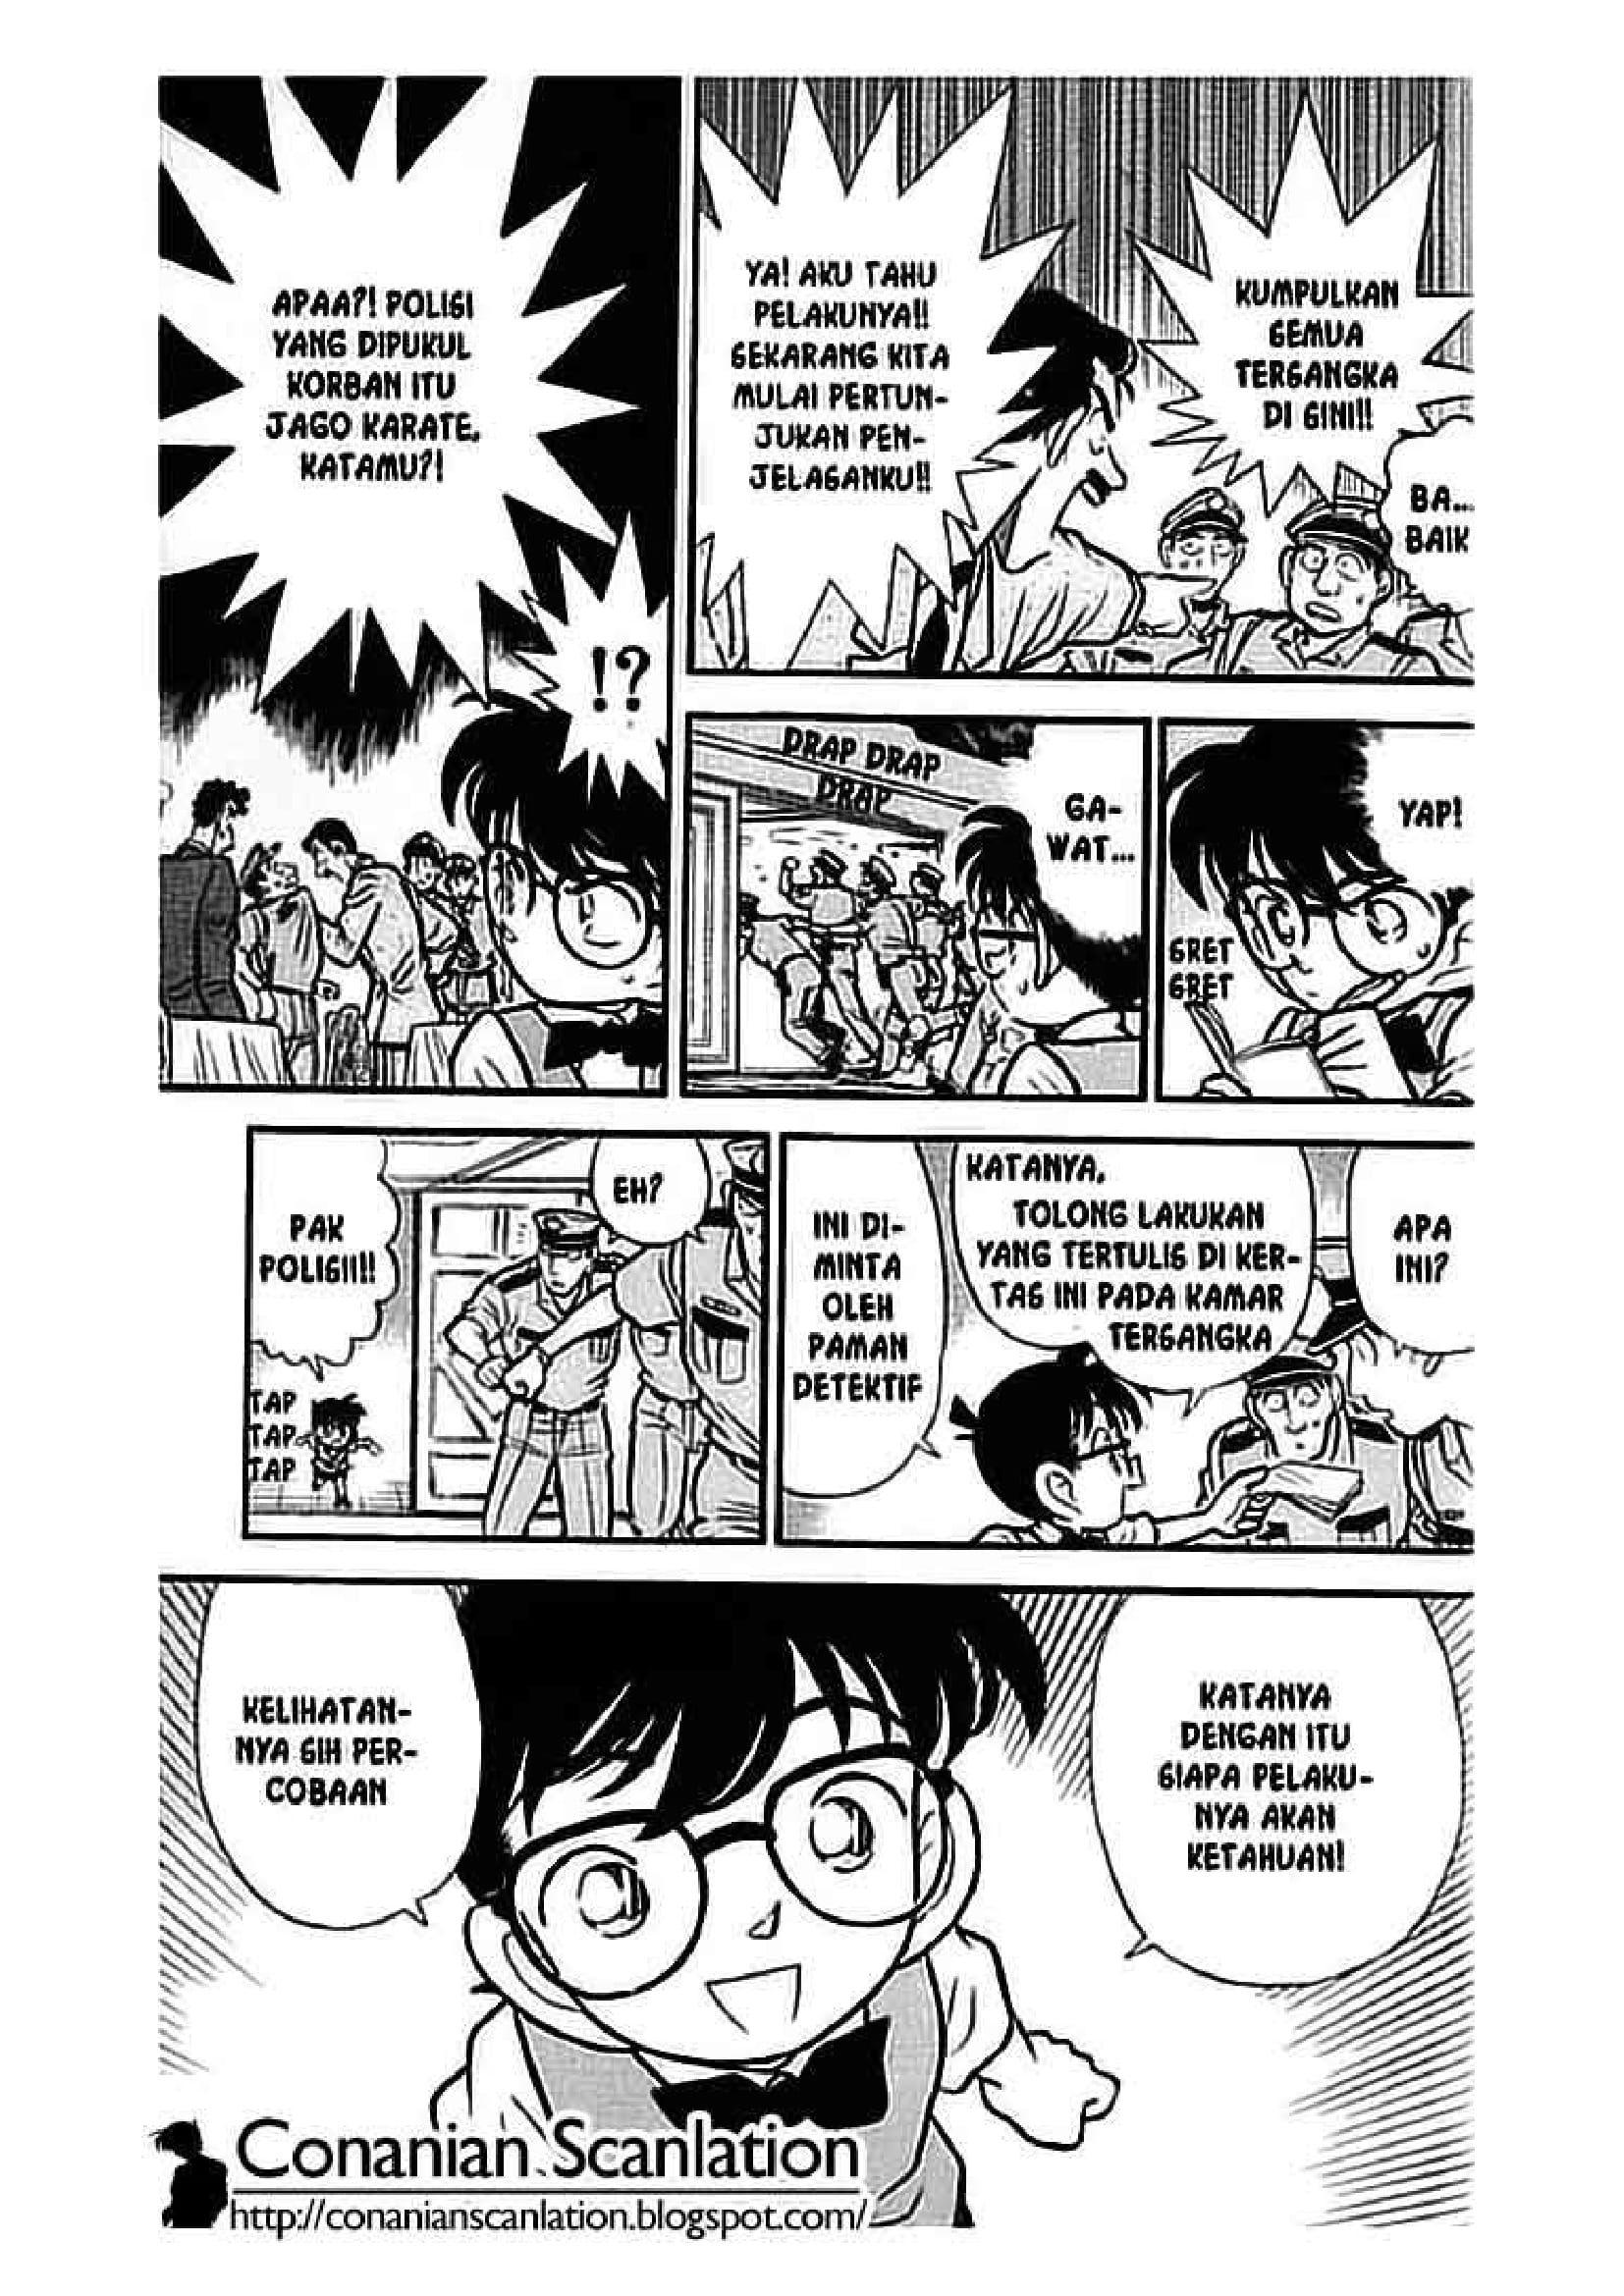 APAA?! POLISI
YANG DIPUKUL
KORBAN ITU
JAGO KARATE,
KATAMU?!
!?
YA! AKU TAHU
PELAKUNYA!!
SEKARANG KITA
MULAI PERTUN-
JUKAN PEN-
JELASANKU!!
KUMPULKAN
SEMUA
TERSANGKA
DI SINI!!
BA...
BAIK
DRAP DRAP
DRAP
GA-
WAT...
YAP!
SRET
SRET
PAK
POLISII!!
TAP
TAP
TAP
EH?
INI DI-
MINTA
OLEH
PAMAN
DETEKTIF
KATANYA,
TOLONG LAKUKAN
YANG TERTULIS DI KER-
TAS INI PADA KAMAR
TERSANGKA
APA
INI?
KELIHATAN-
NYA SIH PER-
COBAAN
KATANYA
DENGAN ITU
SIAPA PELAKU-
NYA AKAN
KETAHUAN!
Conanian Scanlation
http://conanianscanlation.blogspot.com/